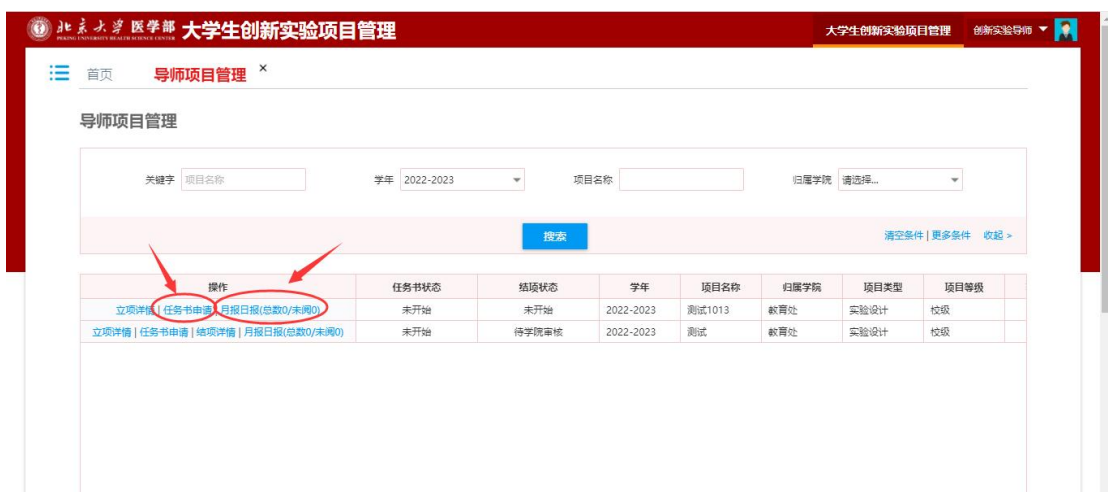 北京大学 医学部 大学生创新实验项目管理 大学生创新实验项目管理 创新实验导师
PEKING UNIVERSITY HEALTH SCIENCE CENTER
首页 导师项目管理 ×
导师项目管理
关键字 项目名称 学年 2022-2023 项目名称 归属学院 请选择...
搜索 清空条件 | 更多条件 收起 »
操作 任务书状态 结项状态 学年 项目名称 归属学院 项目类型 项目等级
立项详情 | 任务书申请 | 月报日报(总数0/未阅0) 未开始 未开始 2022-2023 测试1013 教育处 实验设计 校级
立项详情 | 任务书申请 | 结项详情 | 月报日报(总数0/未阅0) 未开始 待学院审核 2022-2023 测试 教育处 实验设计 校级